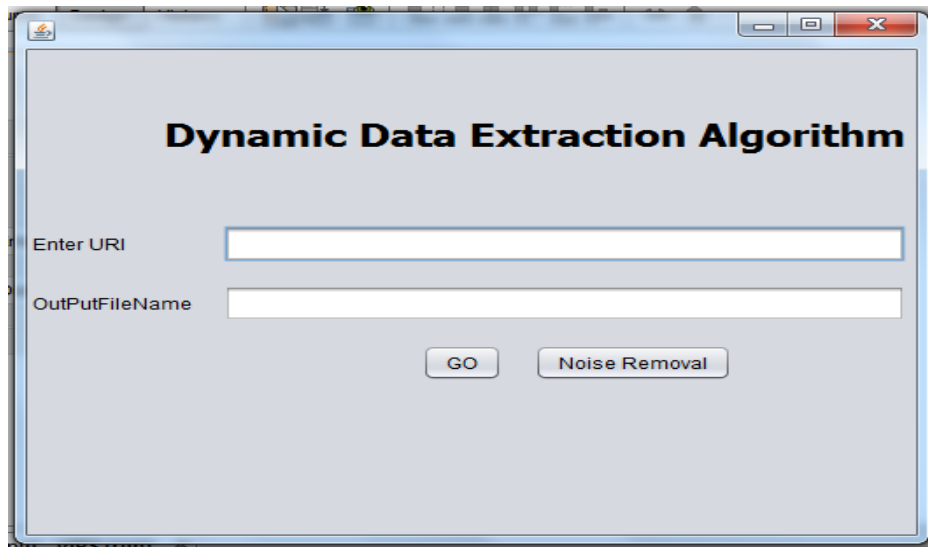 Dynamic Data Extraction Algorithm
Enter URI
OutPutFileName
GO
Noise Removal